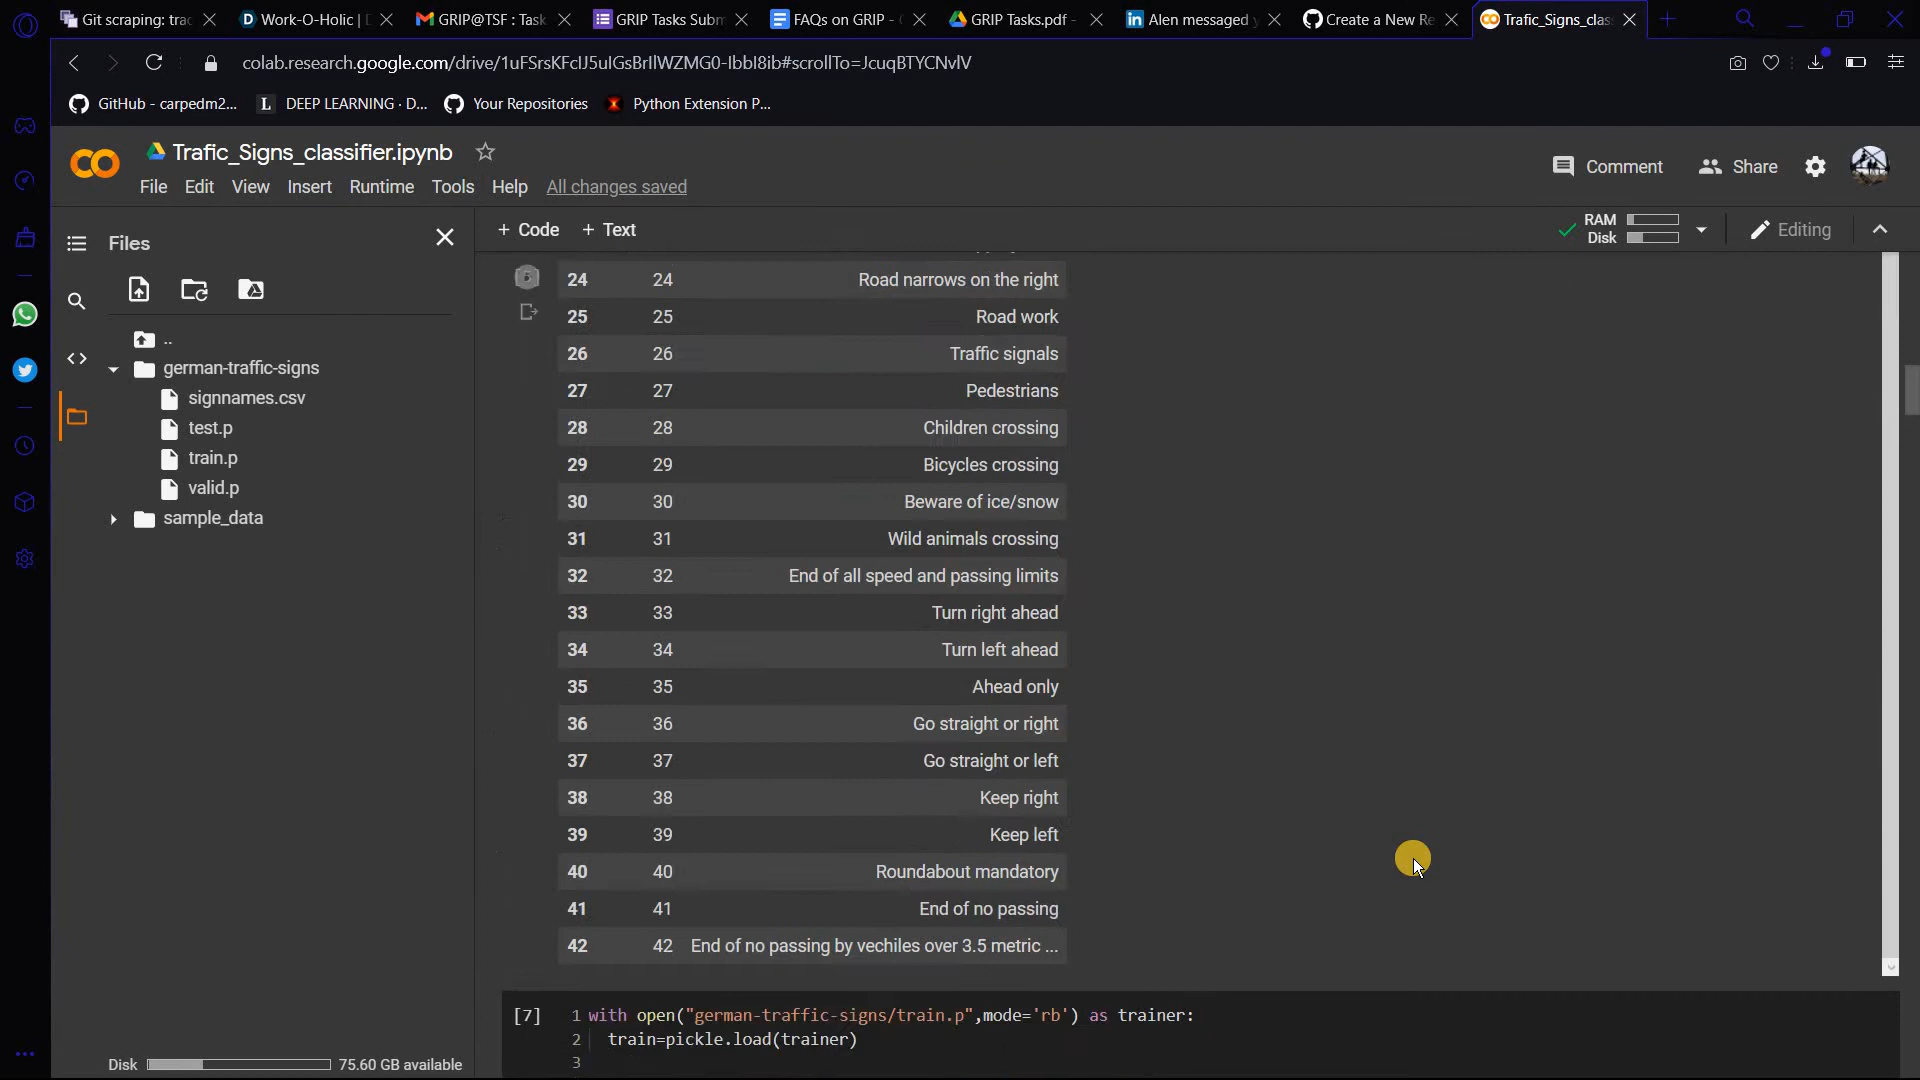 Git scraping: trac
Work-O-Holic | D
GRIP@TSF : Task
GRIP Tasks Subm
FAQs on GRIP - G
GRIP Tasks.pdf -
Alen messaged y
Create a New Re
Trafic_Signs_clas
colab.research.google.com/drive/1uFSrsKFcIJ5uIGsBrIlWZMG0-IbbI8ib#scrollTo=JcuqBTYCNvlV
GitHub - carpedm2...
L DEEP LEARNING · D...
Your Repositories
Python Extension P...
Trafic_Signs_classifier.ipynb
Comment
Share
File Edit View Insert Runtime Tools Help All changes saved
Files
+ Code + Text
RAM
Disk
Editing
..
german-traffic-signs
signnames.csv
test.p
train.p
valid.p
sample_data
24 24 Road narrows on the right
25 25 Road work
26 26 Traffic signals
27 27 Pedestrians
28 28 Children crossing
29 29 Bicycles crossing
30 30 Beware of ice/snow
31 31 Wild animals crossing
32 32 End of all speed and passing limits
33 33 Turn right ahead
34 34 Turn left ahead
35 35 Ahead only
36 36 Go straight or right
37 37 Go straight or left
38 38 Keep right
39 39 Keep left
40 40 Roundabout mandatory
41 41 End of no passing
42 42 End of no passing by vechiles over 3.5 metric ...
[7] 1 with open("german-traffic-signs/train.p",mode='rb') as trainer:
2 train=pickle.load(trainer)
3
Disk 75.60 GB available